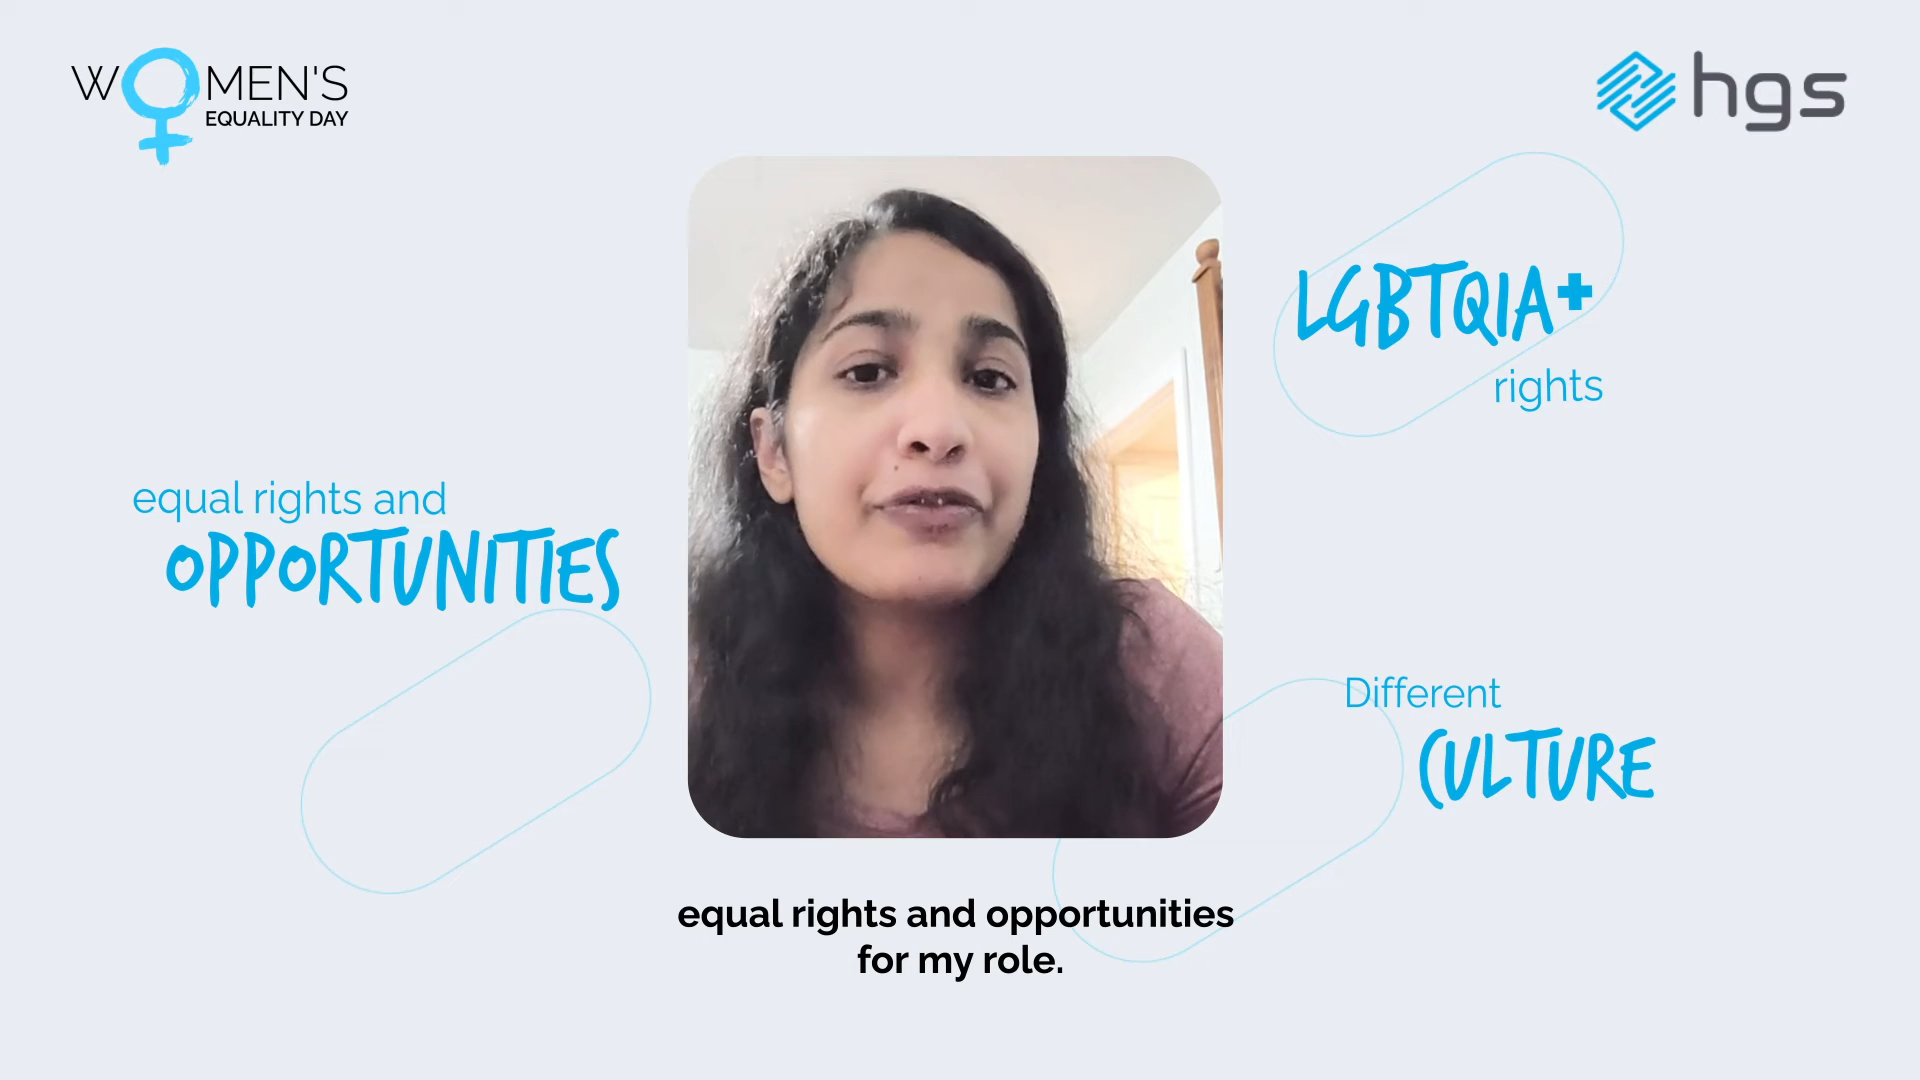 WOMEN'S
EQUALITY DAY
hgs
LGBTQIA+
rights
equal rights and
OPPORTUNITIES
Different
CULTURE
equal rights and opportunities
for my role.